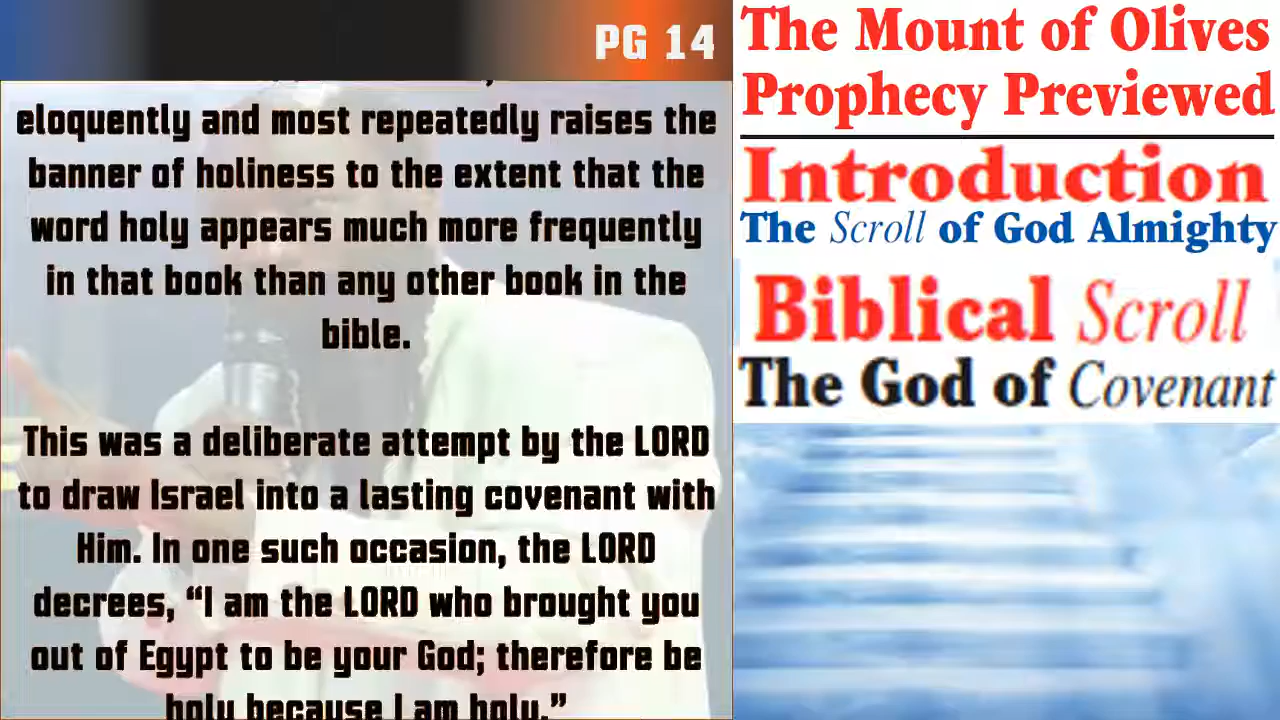 PG 14
eloquently and most repeatedly raises the
banner of holiness to the extent that the
word holy appears much more frequently
in that book than any other book in the
bible.
This was a deliberate attempt by the LORD
to draw Israel into a lasting covenant with
Him. In one such occasion, the LORD
decrees, “I am the LORD who brought you
out of Egypt to be your God; therefore be
holy because I am holy.”
The Mount of Olives
Prophecy Previewed
Introduction
The Scroll of God Almighty
Biblical Scroll
The God of Covenant